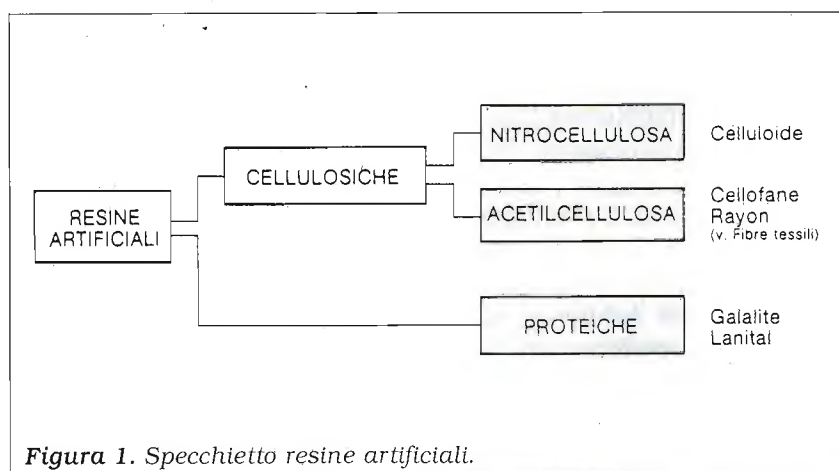 NITROCELLULOSA
Celluloide
CELLULOSICHE
RESINE
ARTIFICIALI
ACETILCELLULOSA
Cellofane
Rayon
(v. Fibre tessili)
PROTEICHE
Galalite
Lanital
Figura 1. Specchietto resine artificiali.